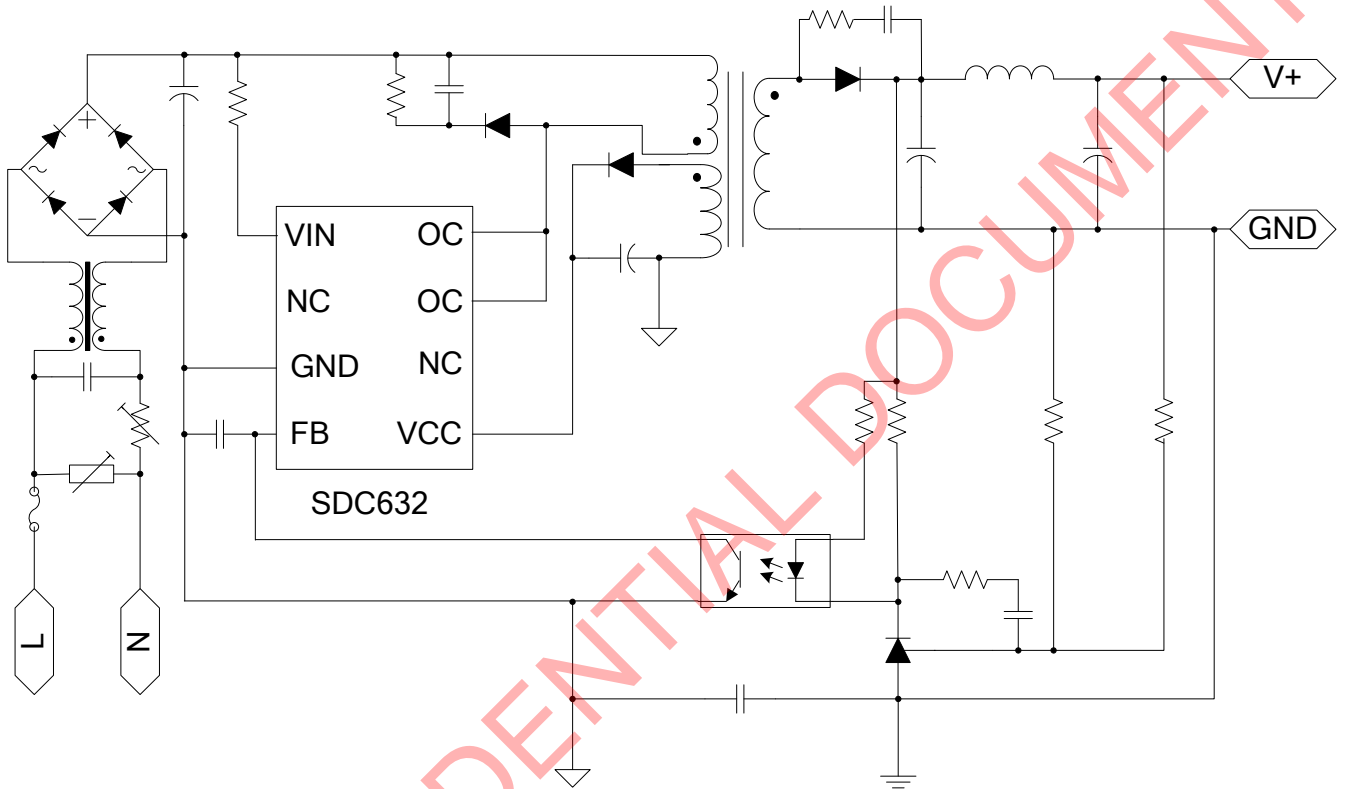 V+
GND
VIN
OC
NC
OC
GND
NC
FB
VCC
SDC632
L
N
DENTIAL DOCUMENT